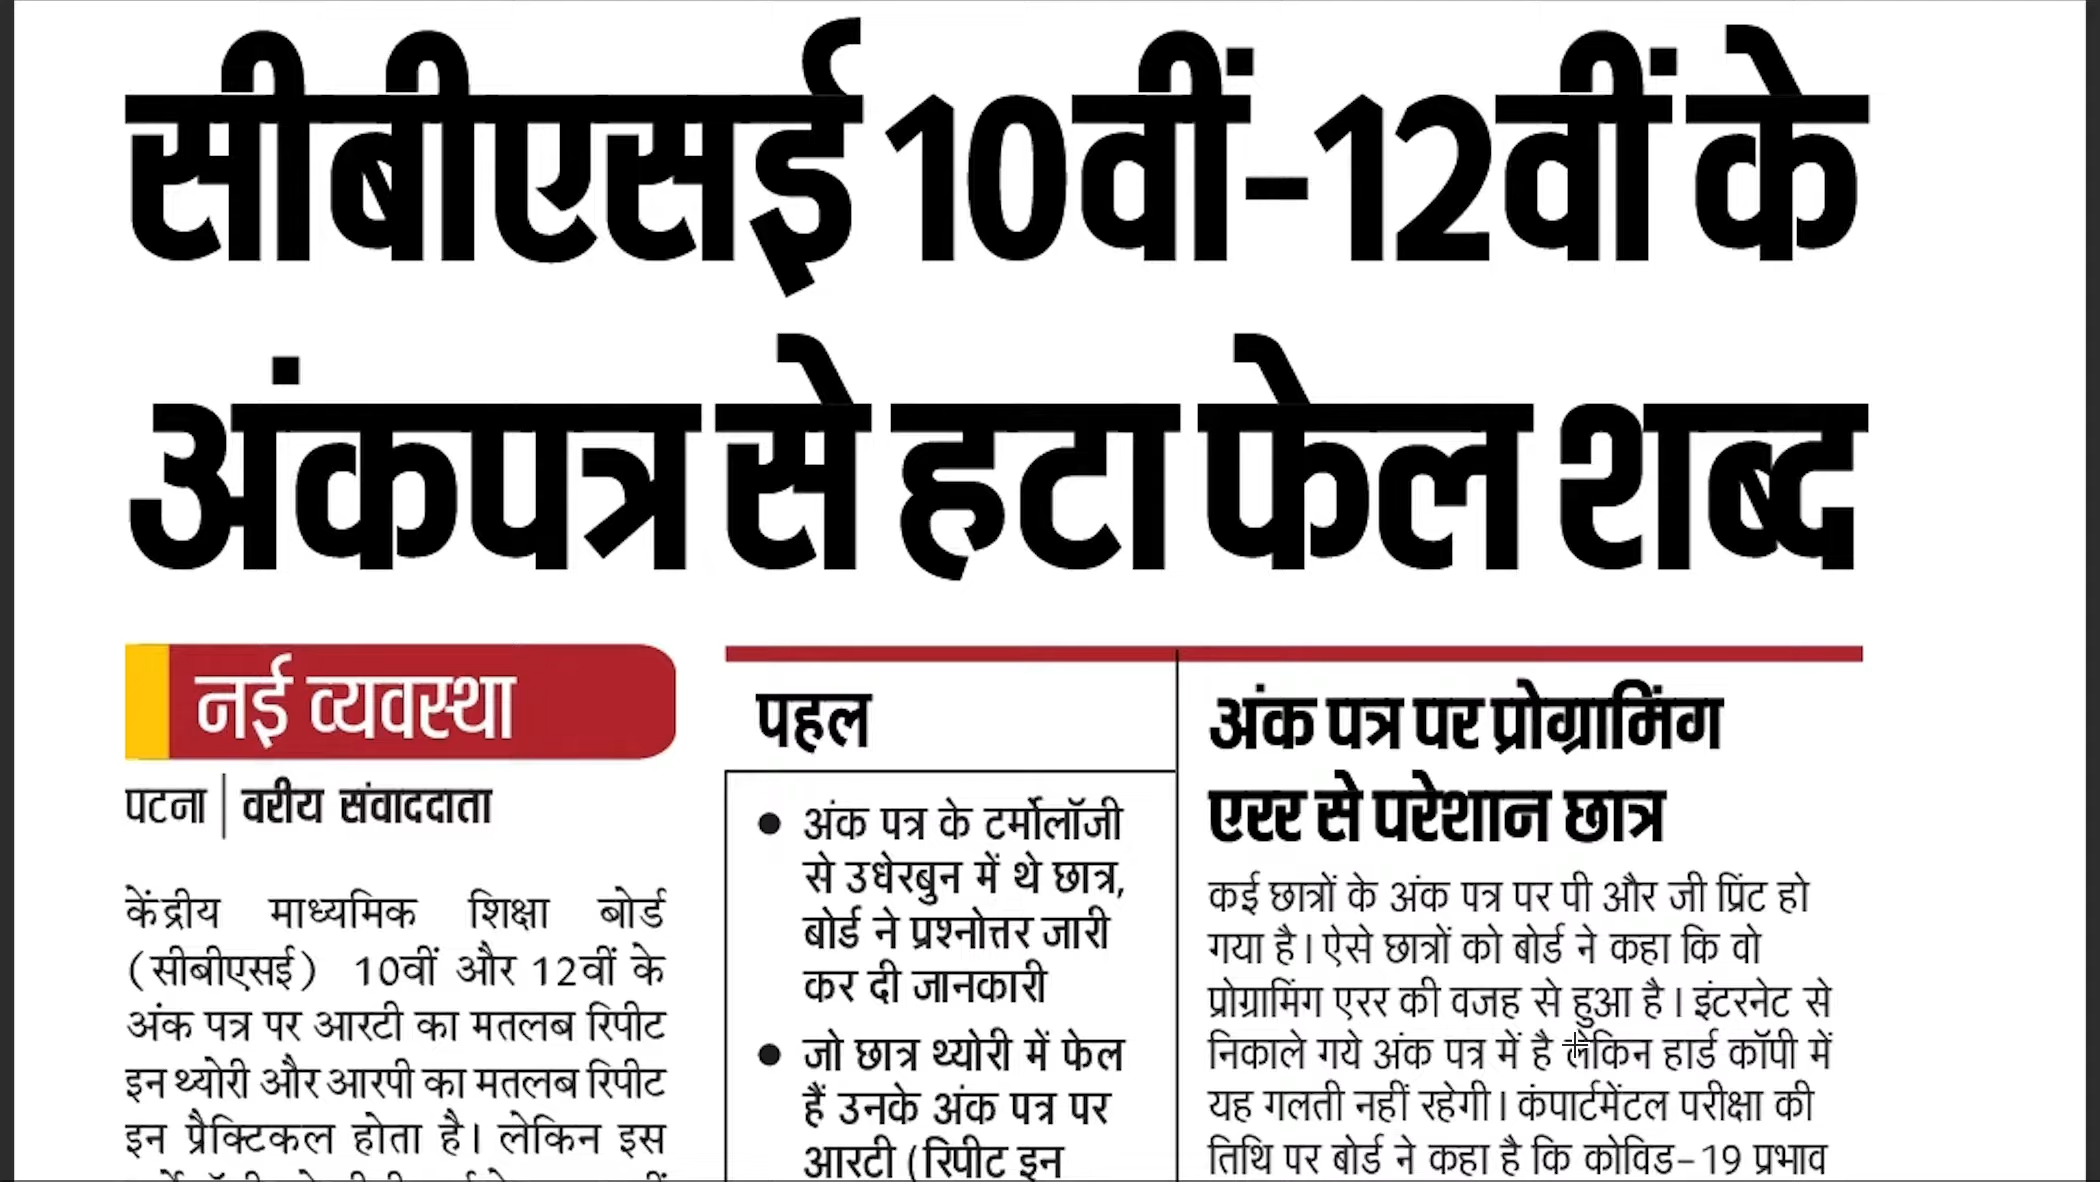 सीबीएसई 10वीं-12वीं के
अंकपत्र से हटा फेल शब्द
नई व्यवस्था
पटना | वरीय संवाददाता
केंद्रीय माध्यमिक शिक्षा बोर्ड
(सीबीएसई) 10वीं और 12वीं के
अंक पत्र पर आरटी का मतलब रिपीट
इन थ्योरी और आरपी का मतलब रिपीट
इन प्रैक्टिकल होता है। लेकिन इस
पहल
● अंक पत्र के टर्मोलॉजी
से उधेरबुन में थे छात्र,
बोर्ड ने प्रश्नोत्तर जारी
कर दी जानकारी
● जो छात्र थ्योरी में फेल
हैं उनके अंक पत्र पर
आरटी (रिपीट इन
अंक पत्र पर प्रोग्रामिंग
एरर से परेशान छात्र
कई छात्रों के अंक पत्र पर पी और जी प्रिंट हो
गया है। ऐसे छात्रों को बोर्ड ने कहा कि वो
प्रोग्रामिंग एरर की वजह से हुआ है। इंटरनेट से
निकाले गये अंक पत्र में है लेकिन हार्ड कॉपी में
यह गलती नहीं रहेगी। कंपार्टमेंटल परीक्षा की
तिथि पर बोर्ड ने कहा है कि कोविड-19 प्रभाव